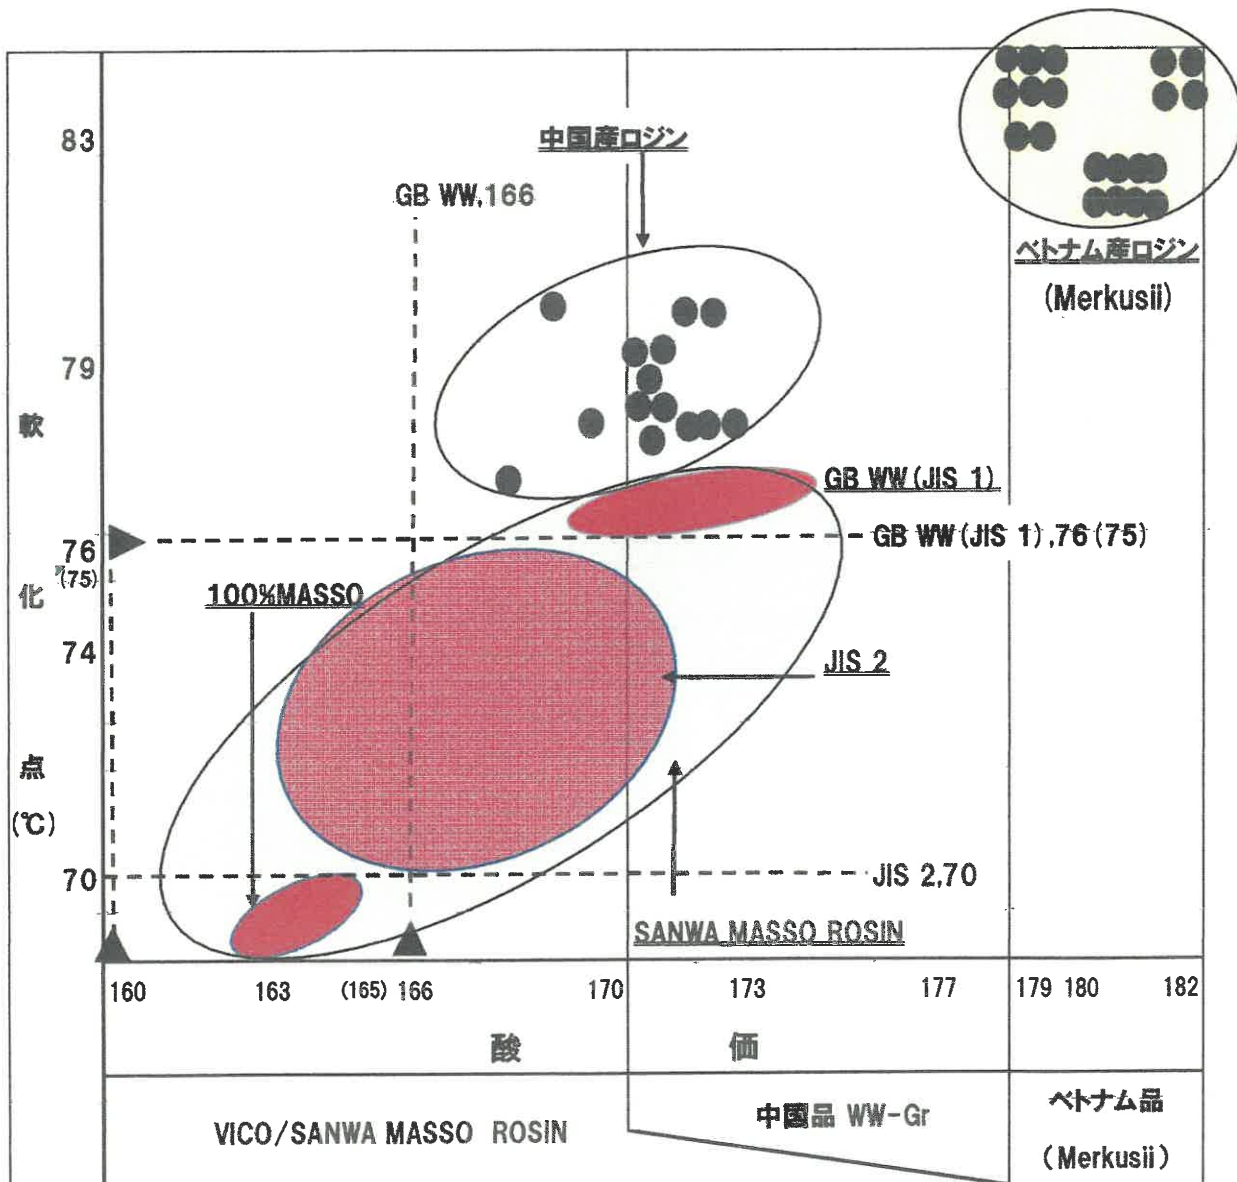 83
中国産ロジン
GB WW,166
ベトナム産ロジン
(Merkusii)
79
軟
化
点
(℃)
GB WW(JIS 1)
GB WW(JIS 1),76(75)
76
(75)
100%MASSO
74
JIS 2
70
JIS 2,70
SANWA MASSO ROSIN
160 163 (165) 166 170 173 177 179 180 182
酸 価
VICO/SANWA MASSO ROSIN
中國品 WW-Gr
ベトナム品
(Merkusii)